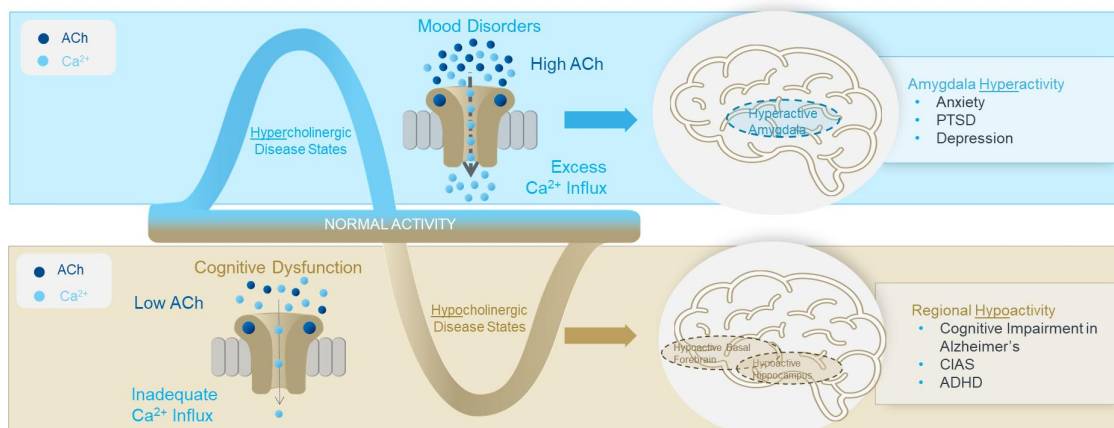 ACh
Ca²⁺
Mood Disorders
High ACh
Hypercholinergic
Disease States
Excess
Ca²⁺ Influx
Hyperactive
Amygdala
Amygdala Hyperactivity
• Anxiety
• PTSD
• Depression
NORMAL ACTIVITY
ACh
Ca²⁺
Cognitive Dysfunction
Low ACh
Inadequate
Ca²⁺ Influx
Hypocholinergic
Disease States
Hypoactive Basal
Forebrain
Hypoactive
Hippocampus
Regional Hypoactivity
• Cognitive Impairment in
Alzheimer's
• CIAS
• ADHD